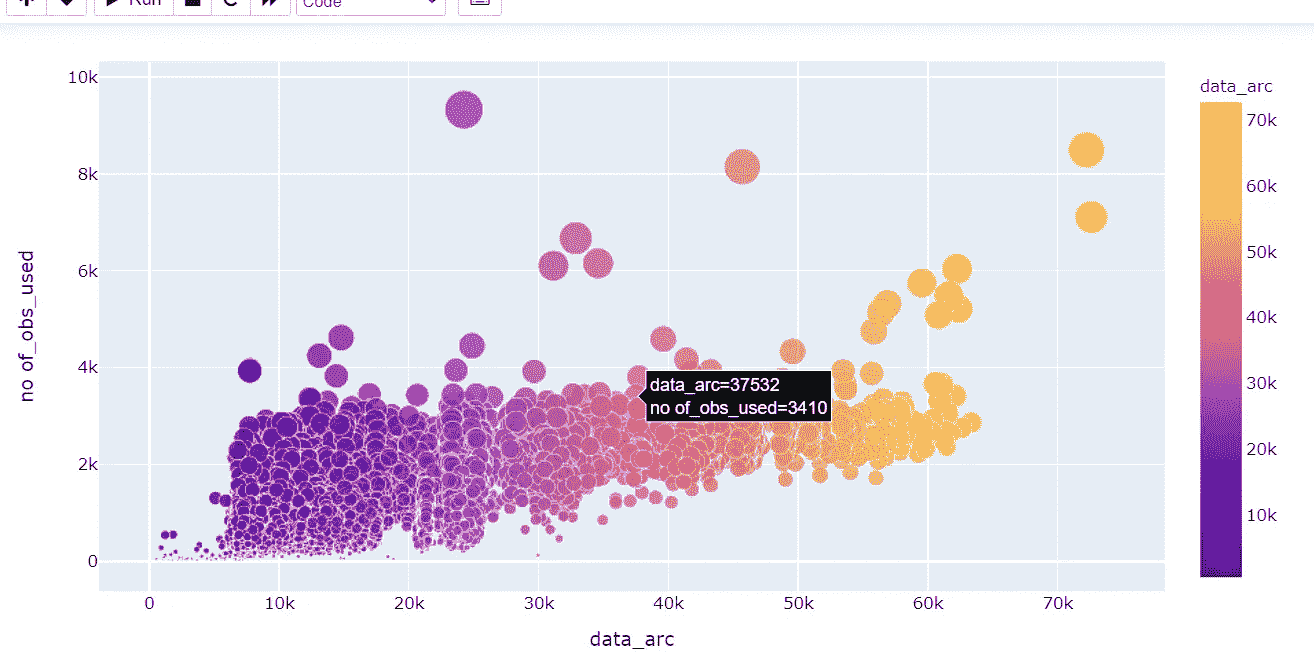 Run
Code
data_arc
10k
8k
6k
4k
2k
0
no of_obs_used
70k
60k
50k
40k
30k
20k
10k
data_arc=37532
no of_obs_used=3410
0
10k
20k
30k
40k
50k
60k
70k
data_arc